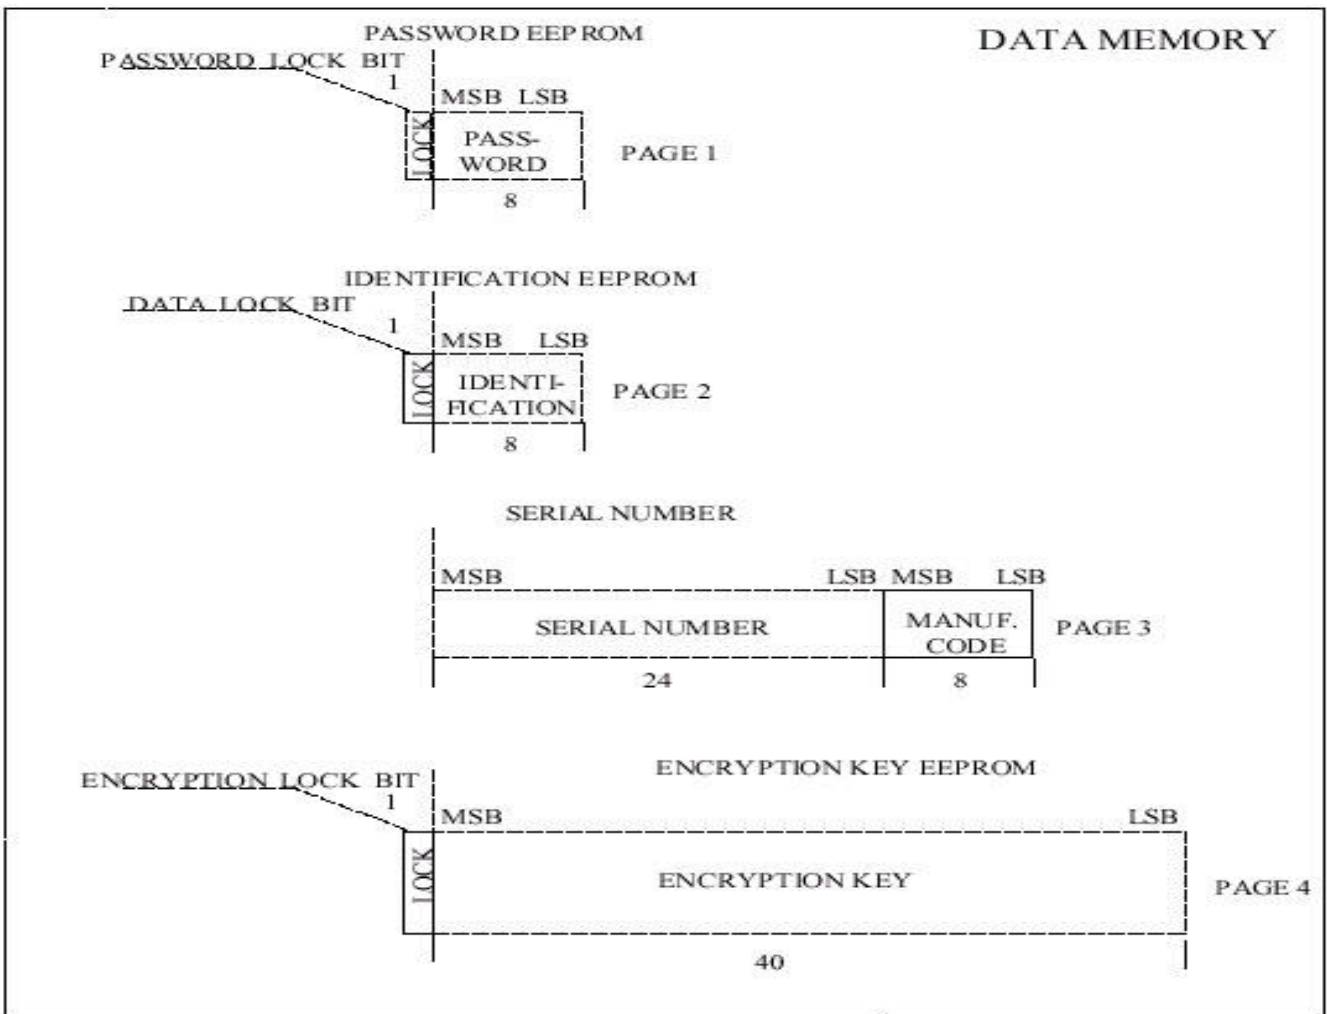 DATA MEMORY
PASSWORD EEPROM
PASSWORD LOCK BIT
1
MSB LSB
LOCK
PASS-
WORD
PAGE 1
8
IDENTIFICATION EEPROM
DATA LOCK BIT
1
MSB LSB
LOCK
IDENTI-
FICATION
PAGE 2
8
SERIAL NUMBER
MSB LSB MSB LSB
SERIAL NUMBER
MANUF.
CODE
PAGE 3
24 8
ENCRYPTION KEY EEPROM
ENCRYPTION LOCK BIT
1
MSB LSB
LOCK
ENCRYPTION KEY
PAGE 4
40